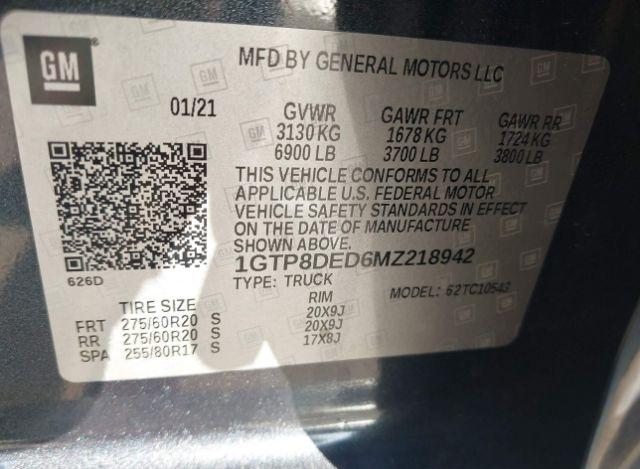 GM
MFD BY GENERAL MOTORS LLC
01/21
GVWR GAWR FRT GAWR RR
3130 KG 1678 KG 1724 KG
6900 LB 3700 LB 3800 LB
THIS VEHICLE CONFORMS TO ALL
APPLICABLE U.S. FEDERAL MOTOR
VEHICLE SAFETY STANDARDS IN EFFECT
ON THE DATE OF MANUFACTURE
SHOWN ABOVE.
626D
1GTP8DED6MZ218942
TYPE: TRUCK MODEL: 62TC10543
TIRE SIZE RIM
FRT 275/60R20 S 20X9J
RR 275/60R20 S 20X9J
SPA 255/80R17 S 17X8J